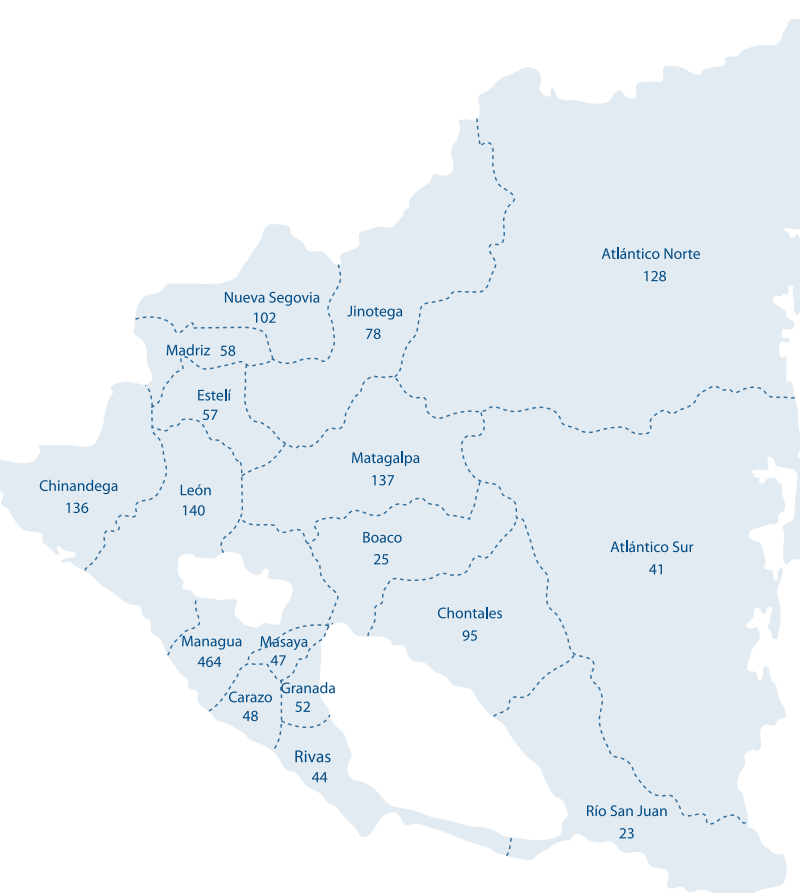 Atlántico Norte
128
Nueva Segovia
102
Jinotega
78
Madriz 58
Estelí
57
Matagalpa
137
Chinandega
136
León
140
Boaco
25
Atlántico Sur
41
Chontales
95
Managua
464
Masaya
47
Granada
52
Carazo
48
Rivas
44
Río San Juan
23